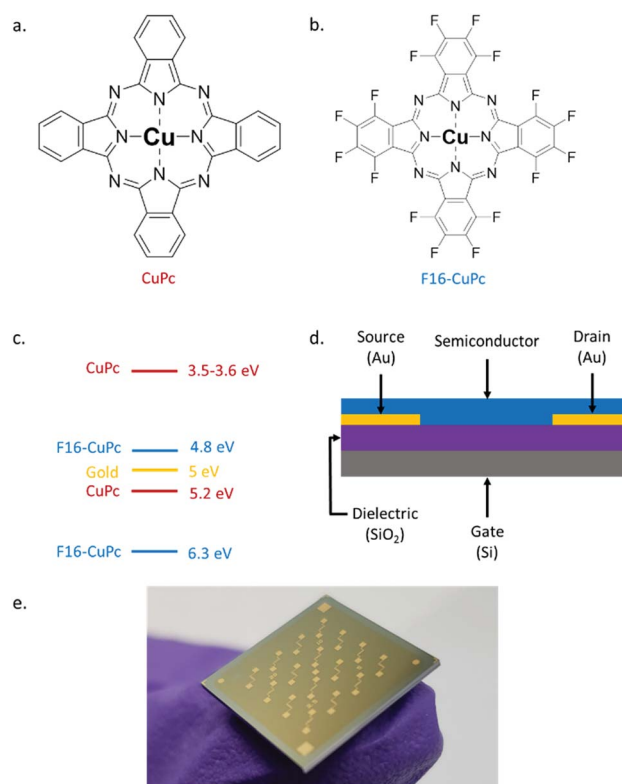 a.
b.
N
N
N
N
N
Cu
N
N
N
N
CuPc
F
F
F
F
F
F
N
N
N
F
F
N
Cu
N
F
F
N
N
N
F
F
F
F
F
F
F16-CuPc
c.
CuPc
3.5-3.6 eV
F16-CuPc
4.8 eV
Gold
5 eV
CuPc
5.2 eV
F16-CuPc
6.3 eV
d.
Source
(Au)
Semiconductor
Drain
(Au)
Dielectric
(SiO₂)
Gate
(Si)
e.